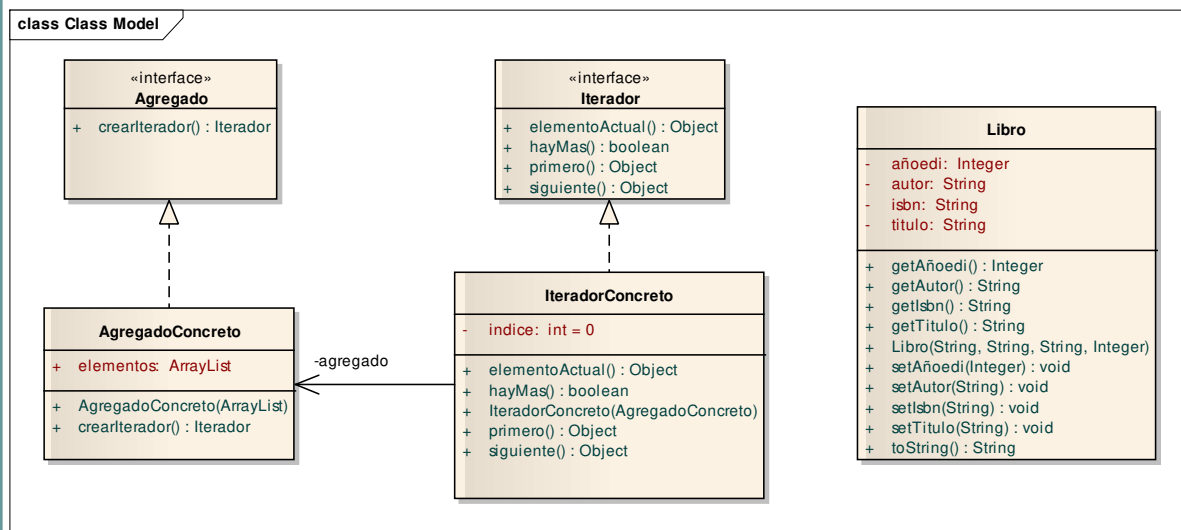 class Class Model
«interface»
Agregado
+ crearIterador() : Iterador
«interface»
Iterador
+ elementoActual() : Object
+ hayMas() : boolean
+ primero() : Object
+ siguiente() : Object
Libro
- añoedi: Integer
- autor: String
- isbn: String
- titulo: String
+ getAñoedi() : Integer
+ getAutor() : String
+ getIsbn() : String
+ getTitulo() : String
+ Libro(String, String, String, Integer)
+ setAñoedi(Integer) : void
+ setAutor(String) : void
+ setIsbn(String) : void
+ setTitulo(String) : void
+ toString() : String
AgregadoConcreto
+ elementos: ArrayList
+ AgregadoConcreto(ArrayList)
+ crearIterador() : Iterador
-agregado
IteradorConcreto
- indice: int = 0
+ elementoActual() : Object
+ hayMas() : boolean
+ IteradorConcreto(AgregadoConcreto)
+ primero() : Object
+ siguiente() : Object